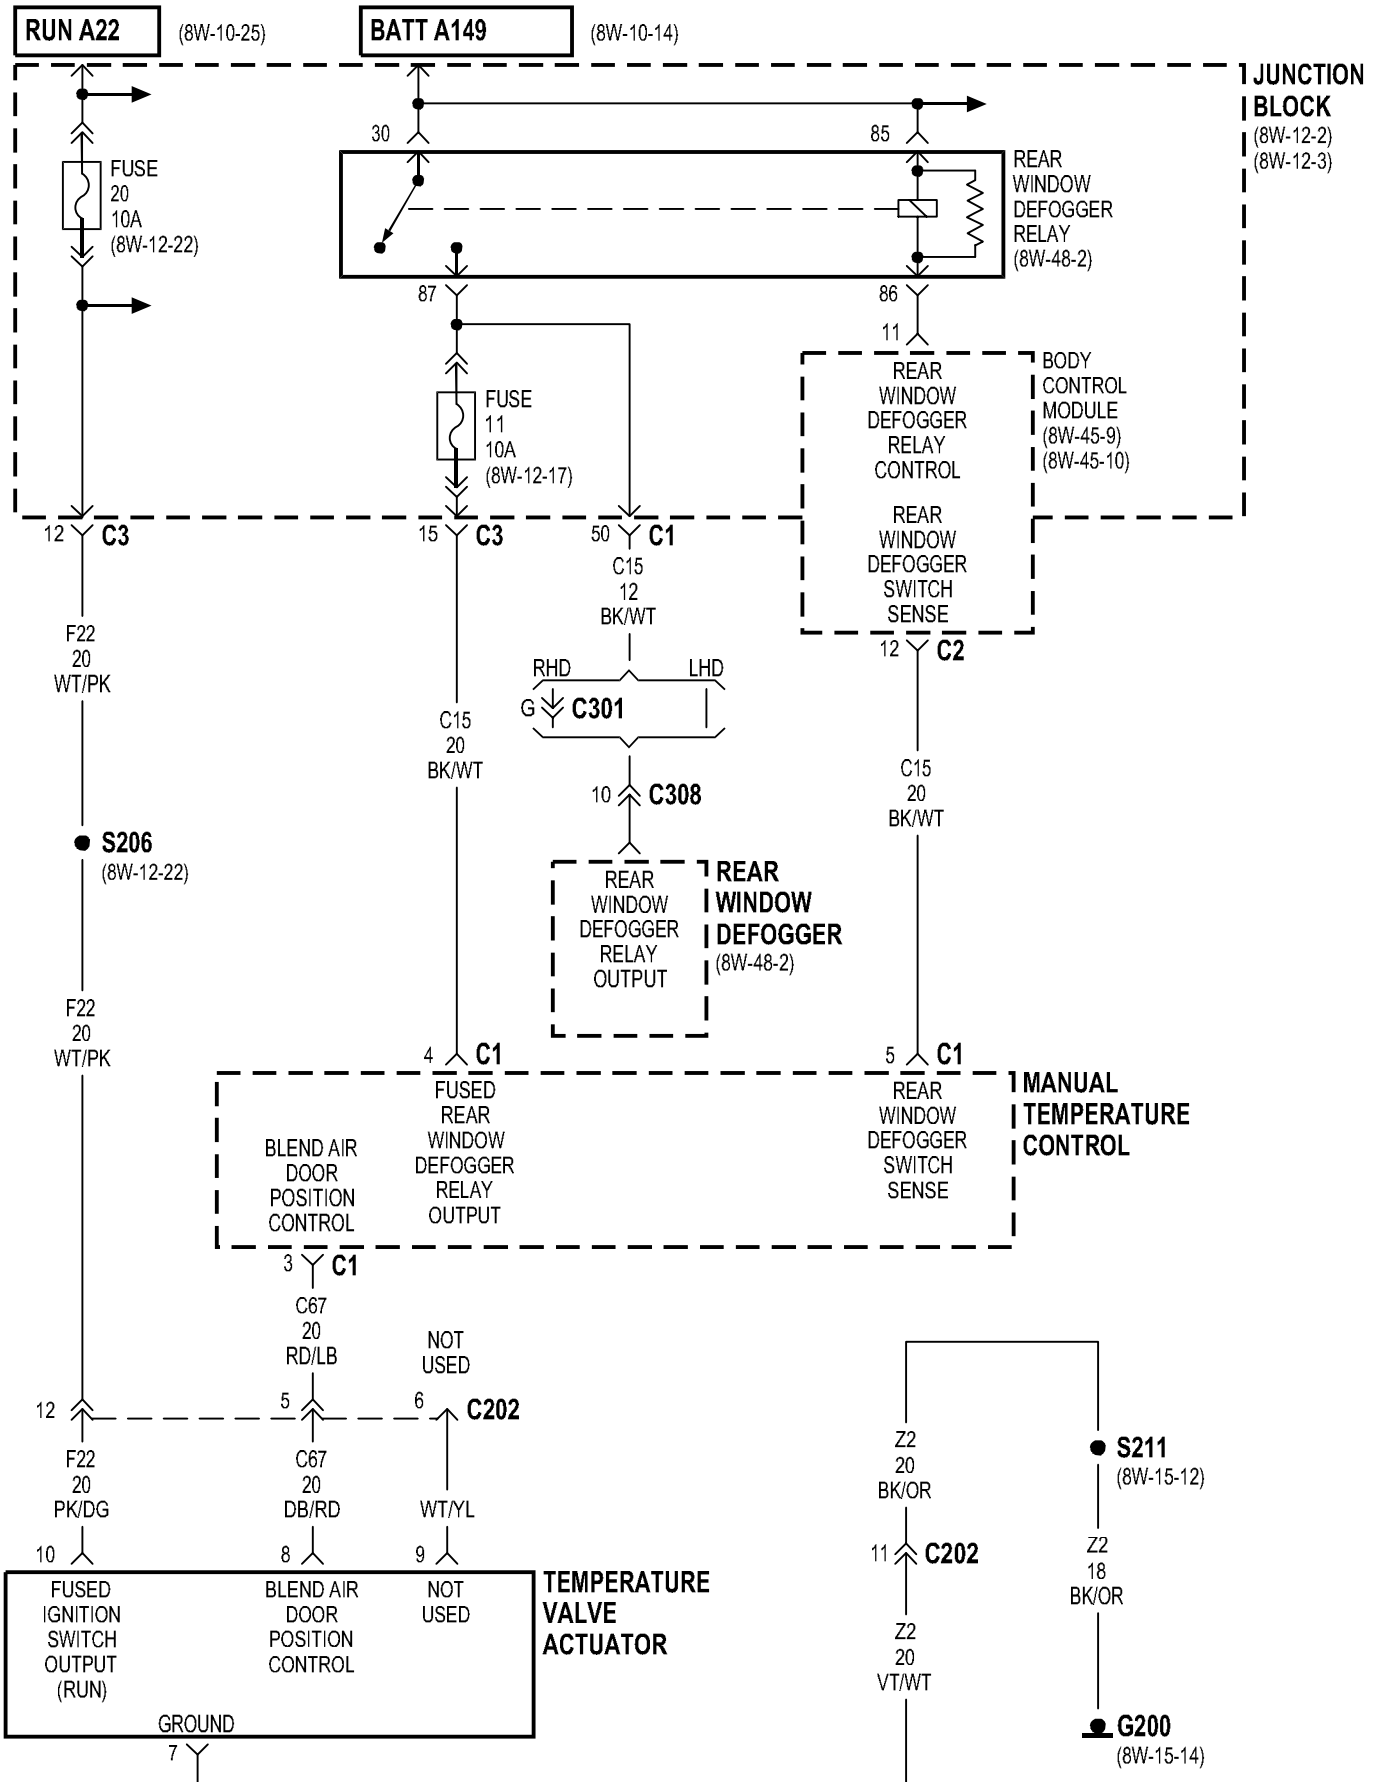 RUN A22
(8W-10-25)
BATT A149
(8W-10-14)
JUNCTION
BLOCK
(8W-12-2)
(8W-12-3)
30
85
REAR
WINDOW
DEFOGGER
RELAY
(8W-48-2)
FUSE
20
10A
(8W-12-22)
87
86
11
FUSE
11
10A
(8W-12-17)
REAR
WINDOW
DEFOGGER
RELAY
CONTROL
REAR
WINDOW
DEFOGGER
SWITCH
SENSE
BODY
CONTROL
MODULE
(8W-45-9)
(8W-45-10)
12
C3
15
C3
50
C1
C15
12
BK/WT
12
C2
F22
20
WT/PK
RHD
LHD
G
C301
C15
20
BK/WT
10
C308
C15
20
BK/WT
S206
(8W-12-22)
REAR
WINDOW
DEFOGGER
RELAY
OUTPUT
REAR
WINDOW
DEFOGGER
(8W-48-2)
F22
20
WT/PK
4
C1
5
C1
BLEND AIR
DOOR
POSITION
CONTROL
FUSED
REAR
WINDOW
DEFOGGER
RELAY
OUTPUT
REAR
WINDOW
DEFOGGER
SWITCH
SENSE
MANUAL
TEMPERATURE
CONTROL
3
C1
C67
20
RD/LB
NOT
USED
12
5
6
C202
F22
20
PK/DG
C67
20
DB/RD
WT/YL
Z2
20
BK/OR
S211
(8W-15-12)
10
8
9
11
C202
Z2
18
BK/OR
FUSED
IGNITION
SWITCH
OUTPUT
(RUN)
BLEND AIR
DOOR
POSITION
CONTROL
NOT
USED
TEMPERATURE
VALVE
ACTUATOR
Z2
20
VT/WT
GROUND
7
G200
(8W-15-14)